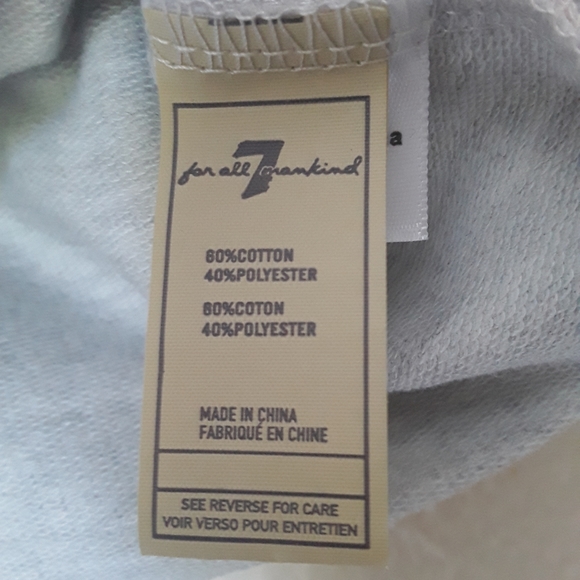 7
for all mankind
60%COTTON
40%POLYESTER
60%COTON
40%POLYESTER
MADE IN CHINA
FABRIQUÉ EN CHINE
SEE REVERSE FOR CARE
VOIR VERSO POUR ENTRETIEN
a